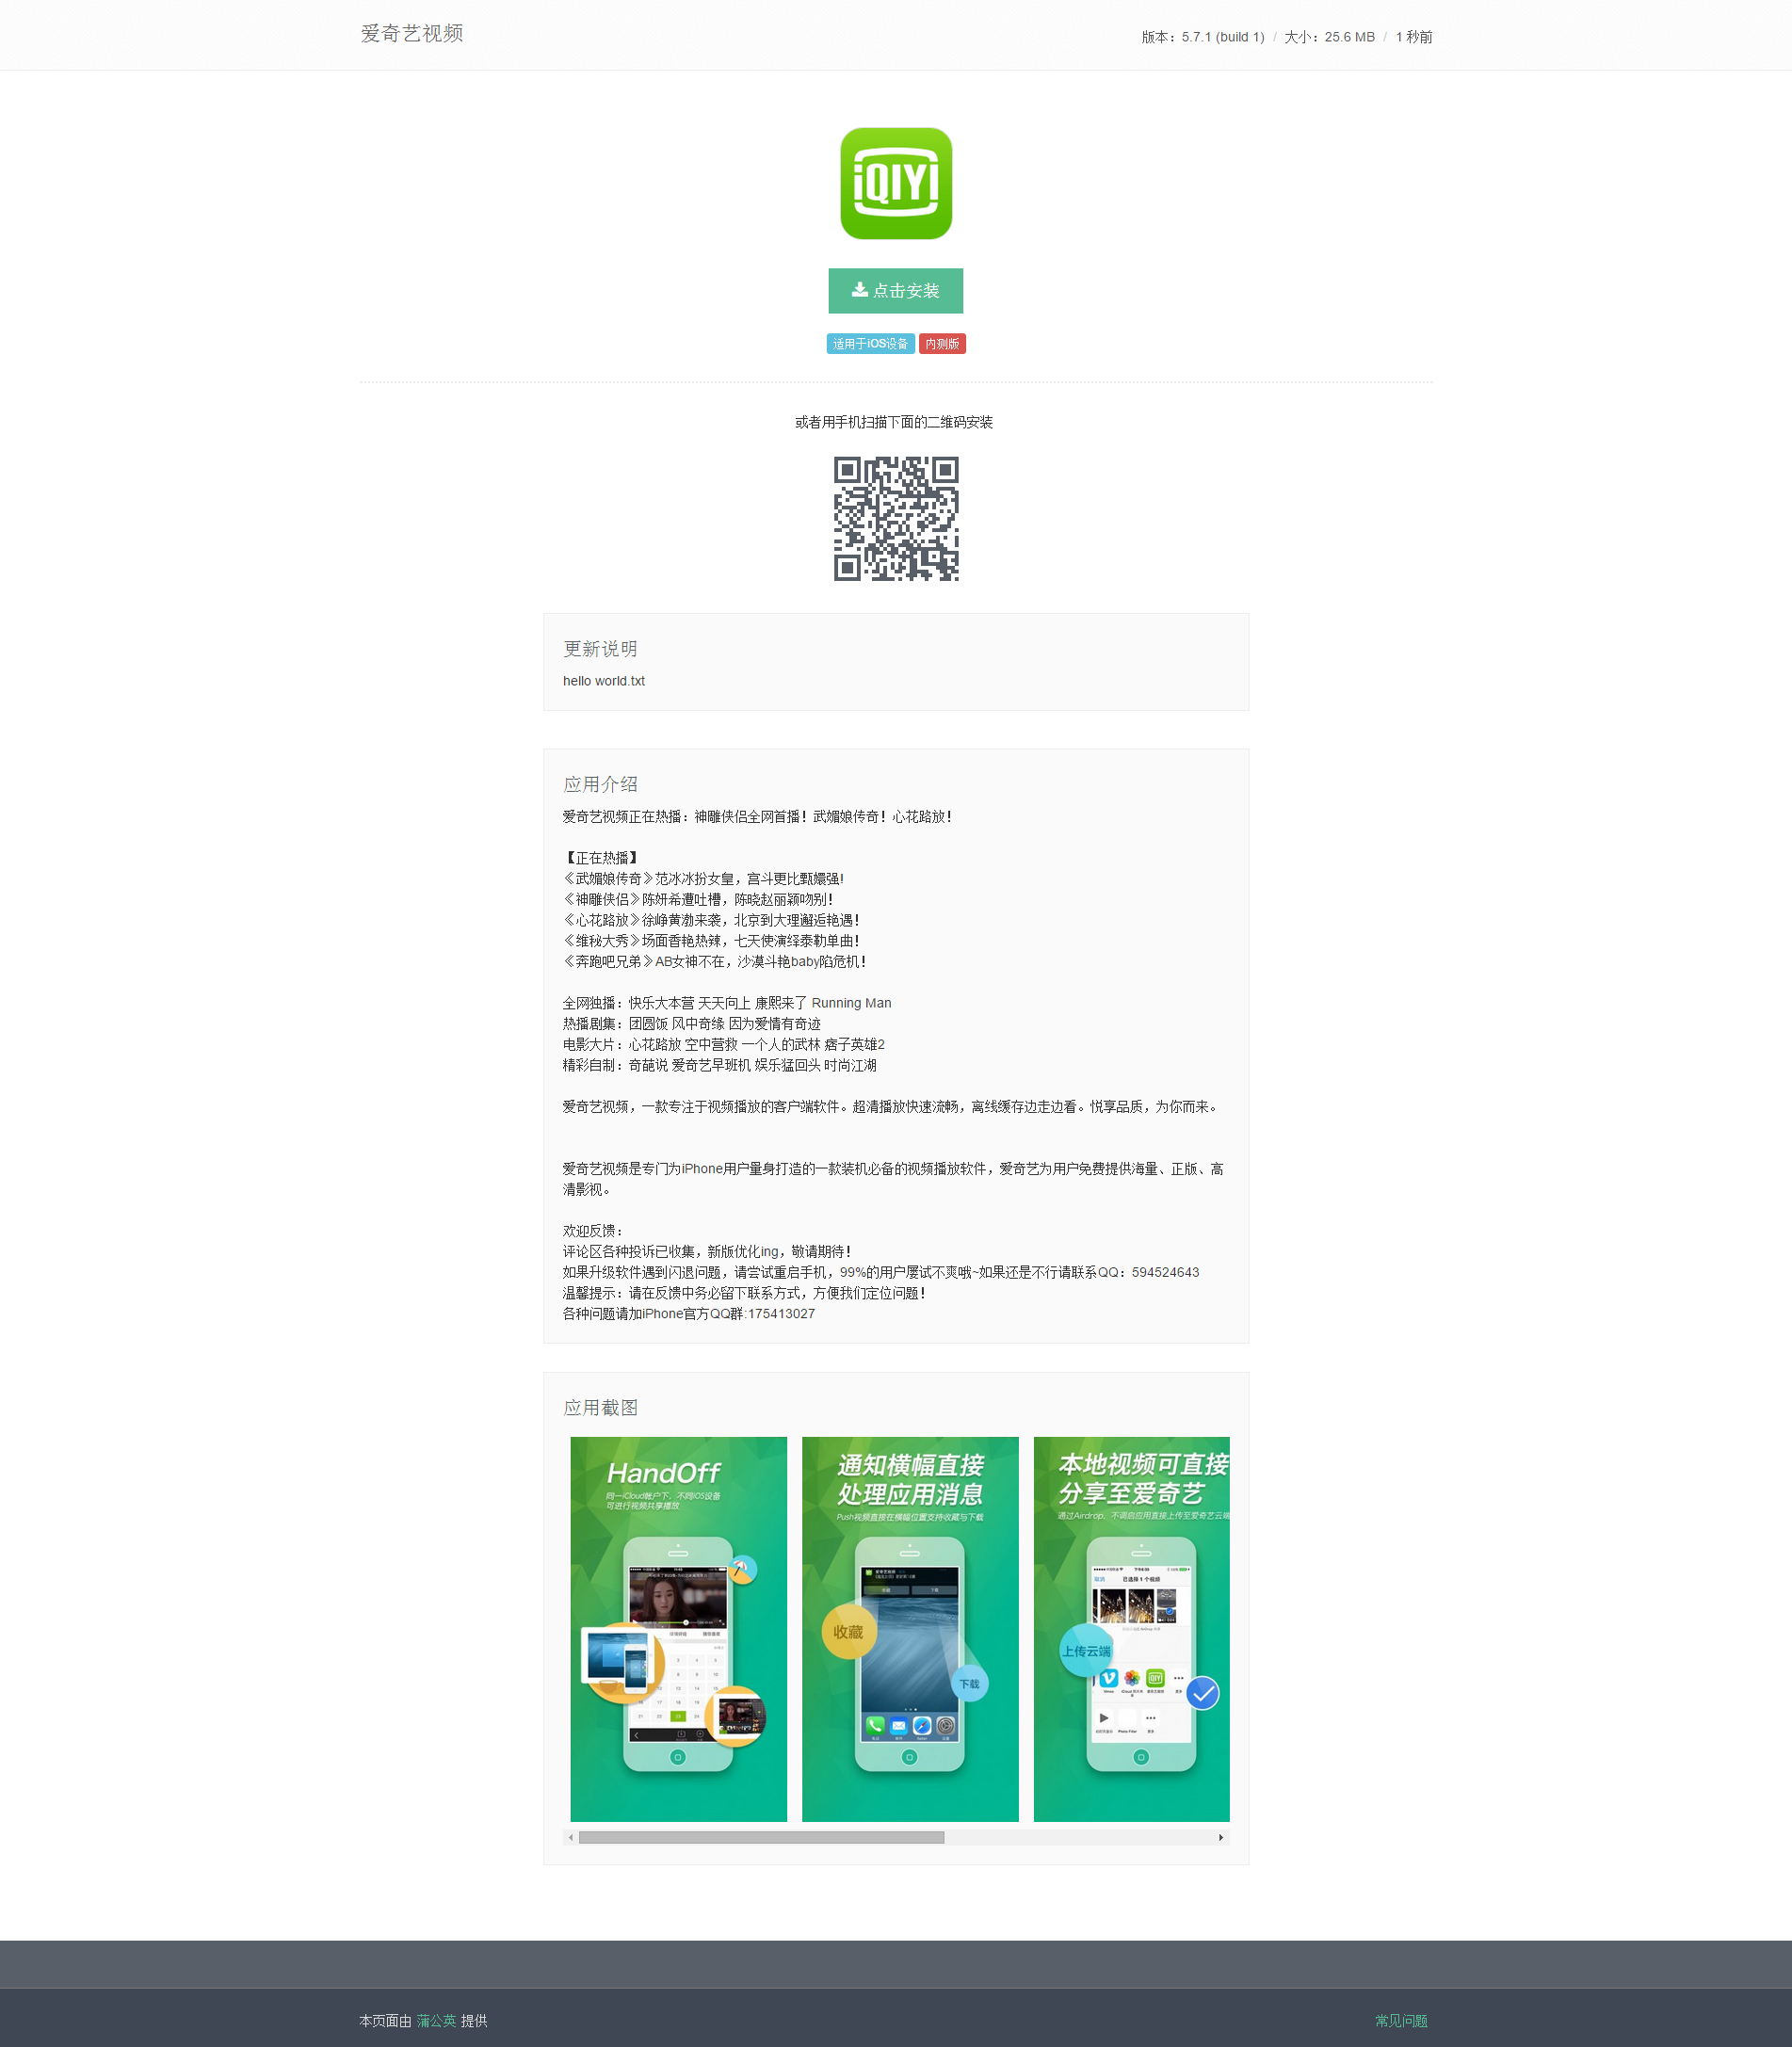 爱奇艺视频
版本：5.7.1 (build 1) / 大小：25.6 MB / 1 秒前
iQIYI
点击安装
适用于iOS设备 内测版
或者用手机扫描下面的二维码安装
更新说明
hello world.txt
应用介绍
爱奇艺视频正在热播：神雕侠侣全网首播！武媚娘传奇！心花路放！
【正在热播】
《武媚娘传奇》范冰冰扮女皇，宫斗更比甄嬛强!
《神雕侠侣》陈妍希遭吐槽，陈晓赵丽颖吻别！
《心花路放》徐峥黄渤来袭，北京到大理邂逅艳遇！
《维秘大秀》场面香艳热辣，七天使演绎泰勒单曲！
《奔跑吧兄弟》AB女神不在，沙漠斗艳baby陷危机！
全网独播：快乐大本营 天天向上 康熙来了 Running Man
热播剧集：团圆饭 风中奇缘 因为爱情有奇迹
电影大片：心花路放 空中营救 一个人的武林 痞子英雄2
精彩自制：奇葩说 爱奇艺早班机 娱乐猛回头 时尚江湖
爱奇艺视频，一款专注于视频播放的客户端软件。超清播放快速流畅，离线缓存边走边看。悦享品质，为你而来。
爱奇艺视频是专门为iPhone用户量身打造的一款装机必备的视频播放软件，爱奇艺为用户免费提供海量、正版、高
清影视。
欢迎反馈：
评论区各种投诉已收集，新版优化ing，敬请期待！
如果升级软件遇到闪退问题，请尝试重启手机，99%的用户屡试不爽哦~如果还是不行请联系QQ：594524643
温馨提示：请在反馈中务必留下联系方式，方便我们定位问题！
各种问题请加iPhone官方QQ群:175413027
应用截图
HandOff
同一iCloud帐户下，不同iOS设备
可进行视频共享播放
通知横幅直接
处理应用消息
Push视频直接在横幅位置支持收藏与下载
收藏
下载
本地视频可直接
分享至爱奇艺
通过Airdrop，不调启应用直接上传至爱奇艺云端
取消 已选择 1 个视频
上传云端
本页面由 蒲公英 提供
常见问题